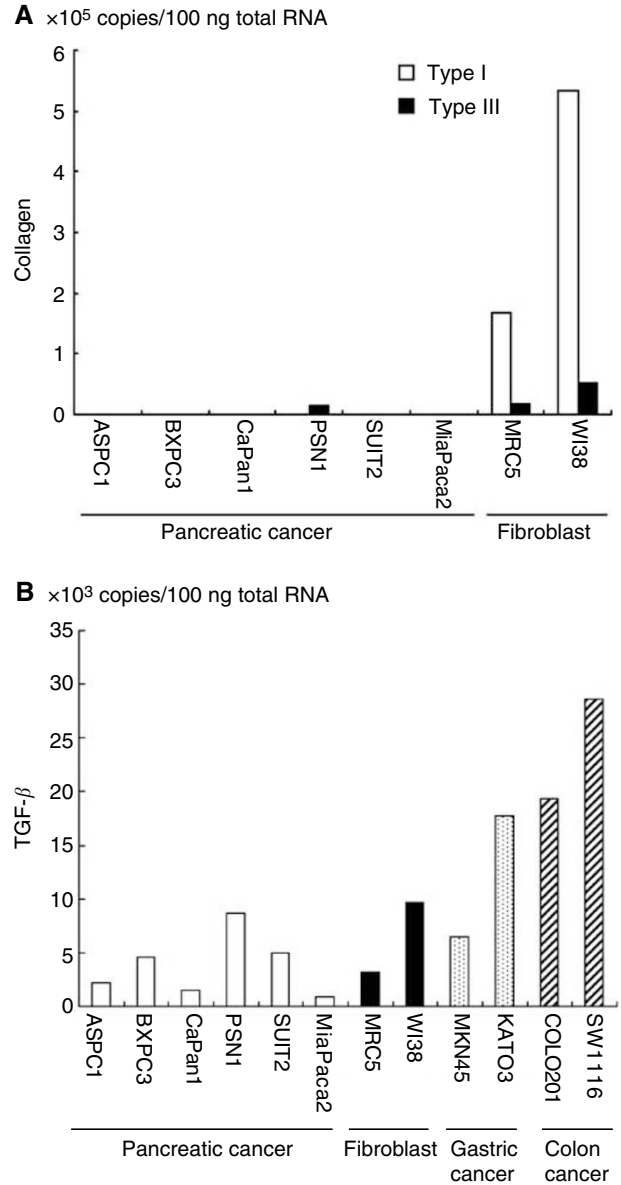 A ×10⁵ copies/100 ng total RNA
6
5
4
3
2
1
0
Collagen
Type I
Type III
ASPC1
BXPC3
CaPan1
PSN1
SUIT2
MiaPaca2
MRC5
WI38
Pancreatic cancer
Fibroblast
B ×10³ copies/100 ng total RNA
35
30
25
20
15
10
5
0
TGF-β
ASPC1
BXPC3
CaPan1
PSN1
SUIT2
MiaPaca2
MRC5
WI38
MKN45
KATO3
COLO201
SW1116
Pancreatic cancer
Fibroblast
Gastric
cancer
Colon
cancer